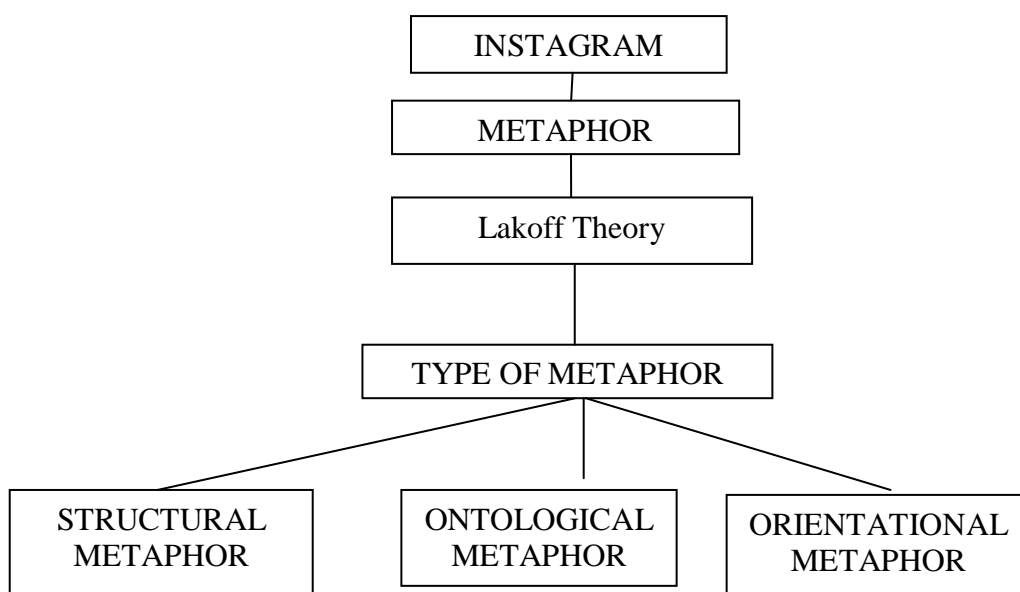 INSTAGRAM
METAPHOR
Lakoff Theory
TYPE OF METAPHOR
STRUCTURAL
METAPHOR
ONTOLOGICAL
METAPHOR
ORIENTATIONAL
METAPHOR